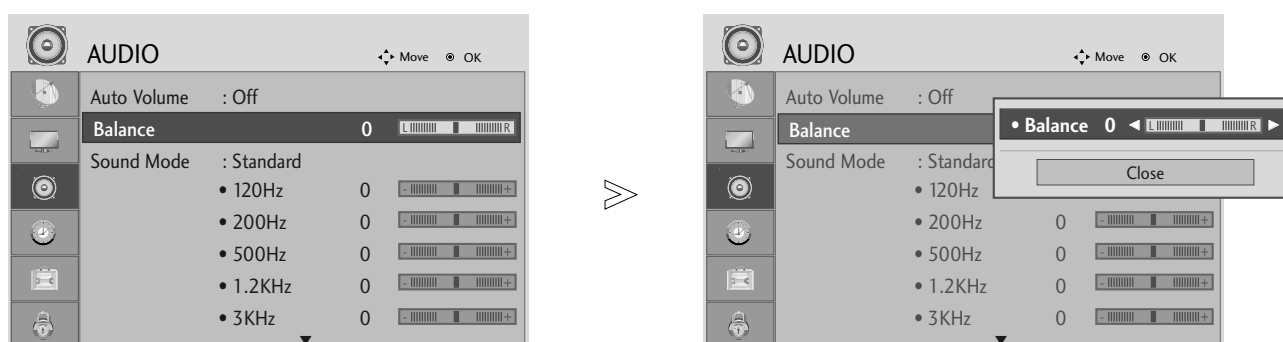 AUDIO
Move OK
Auto Volume : Off
Balance 0 L R
Sound Mode : Standard
• 120Hz 0 - +
• 200Hz 0 - +
• 500Hz 0 - +
• 1.2KHz 0 - +
• 3KHz 0 - +
AUDIO
Move OK
Auto Volume : Off
Balance
Sound Mode : Standard
• 120Hz
• 200Hz 0 - +
• 500Hz 0 - +
• 1.2KHz 0 - +
• 3KHz 0 - +
• Balance 0 ◄ L R ►
Close